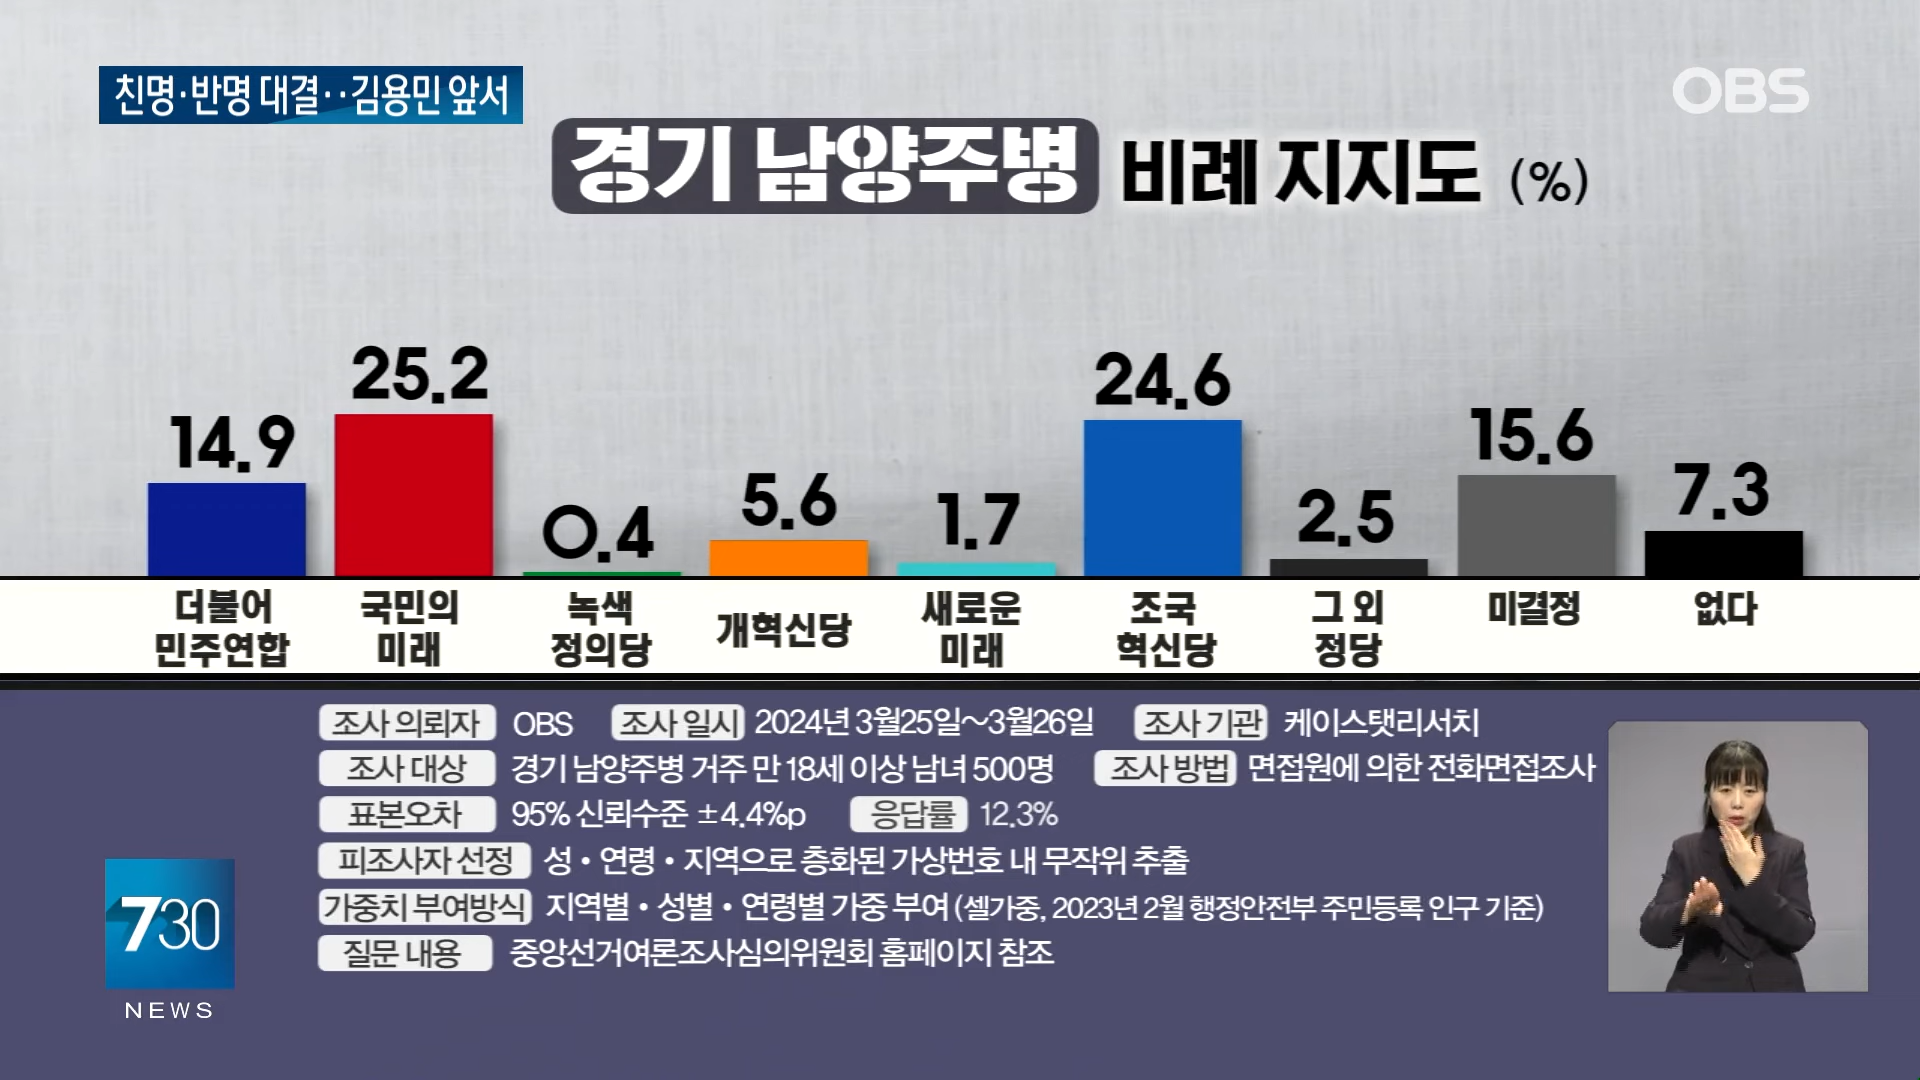 친명·반명 대결‥김용민 앞서
OBS
경기 남양주병 비례 지지도 (%)
14.9 25.2 0.4 5.6 1.7 24.6 2.5 15.6 7.3
더불어 민주연합
국민의 미래
녹색 정의당
개혁신당
새로운 미래
조국 혁신당
그 외 정당
미결정
없다
조사 의뢰자 OBS 조사 일시 2024년 3월25일~3월26일 조사 기관 케이스탯리서치
조사 대상 경기 남양주병 거주 만 18세 이상 남녀 500명 조사 방법 면접원에 의한 전화면접조사
표본오차 95% 신뢰수준 ±4.4%p 응답률 12.3%
피조사자 선정 성·연령·지역으로 층화된 가상번호 내 무작위 추출
가중치 부여방식 지역별·성별·연령별 가중 부여 (셀가중, 2023년 2월 행정안전부 주민등록 인구 기준)
질문 내용 중앙선거여론조사심의위원회 홈페이지 참조
730
NEWS